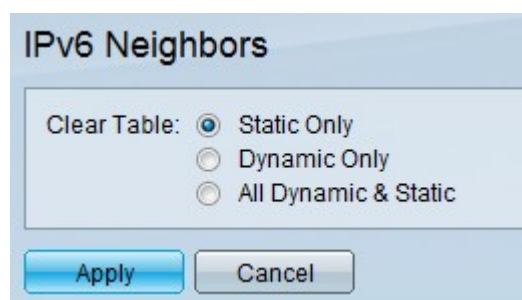 IPv6 Neighbors
Clear Table: Static Only
Dynamic Only
All Dynamic & Static
Apply Cancel